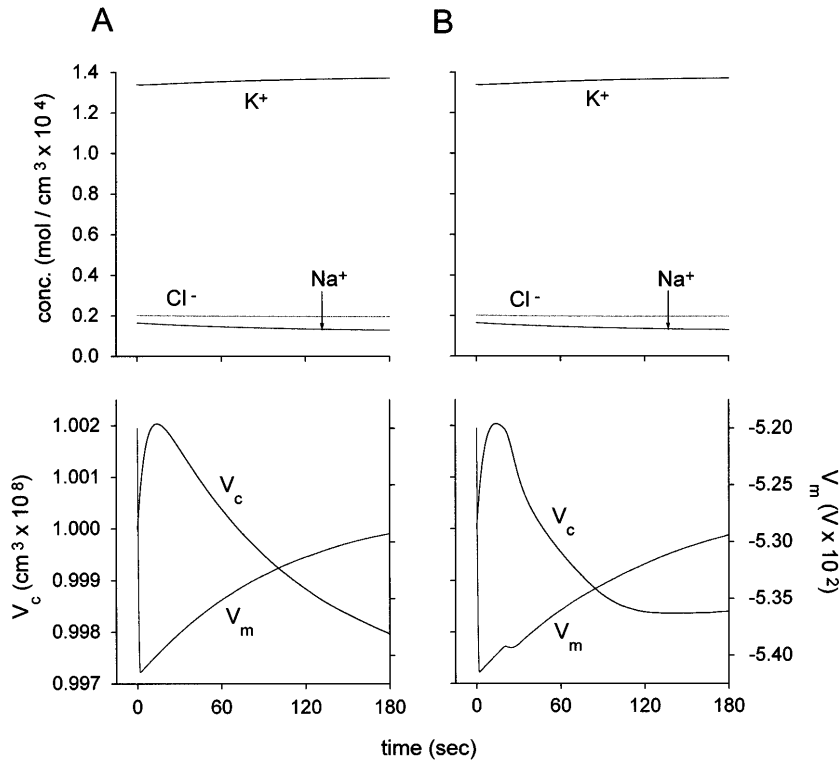 A B
conc. (mol / cm³ x 10⁴)
1.4
1.2
1.0
0.8
0.6
0.4
0.2
0.0
K⁺
Cl⁻
Na⁺
K⁺
Cl⁻
Na⁺
V_c (cm³ x 10⁸)
1.002
1.001
1.000
0.999
0.998
0.997
V_c
V_m
V_c
V_m
-5.20
-5.25
-5.30
-5.35
-5.40
V_m (V x 10²)
0 60 120 180
0 60 120 180
time (sec)